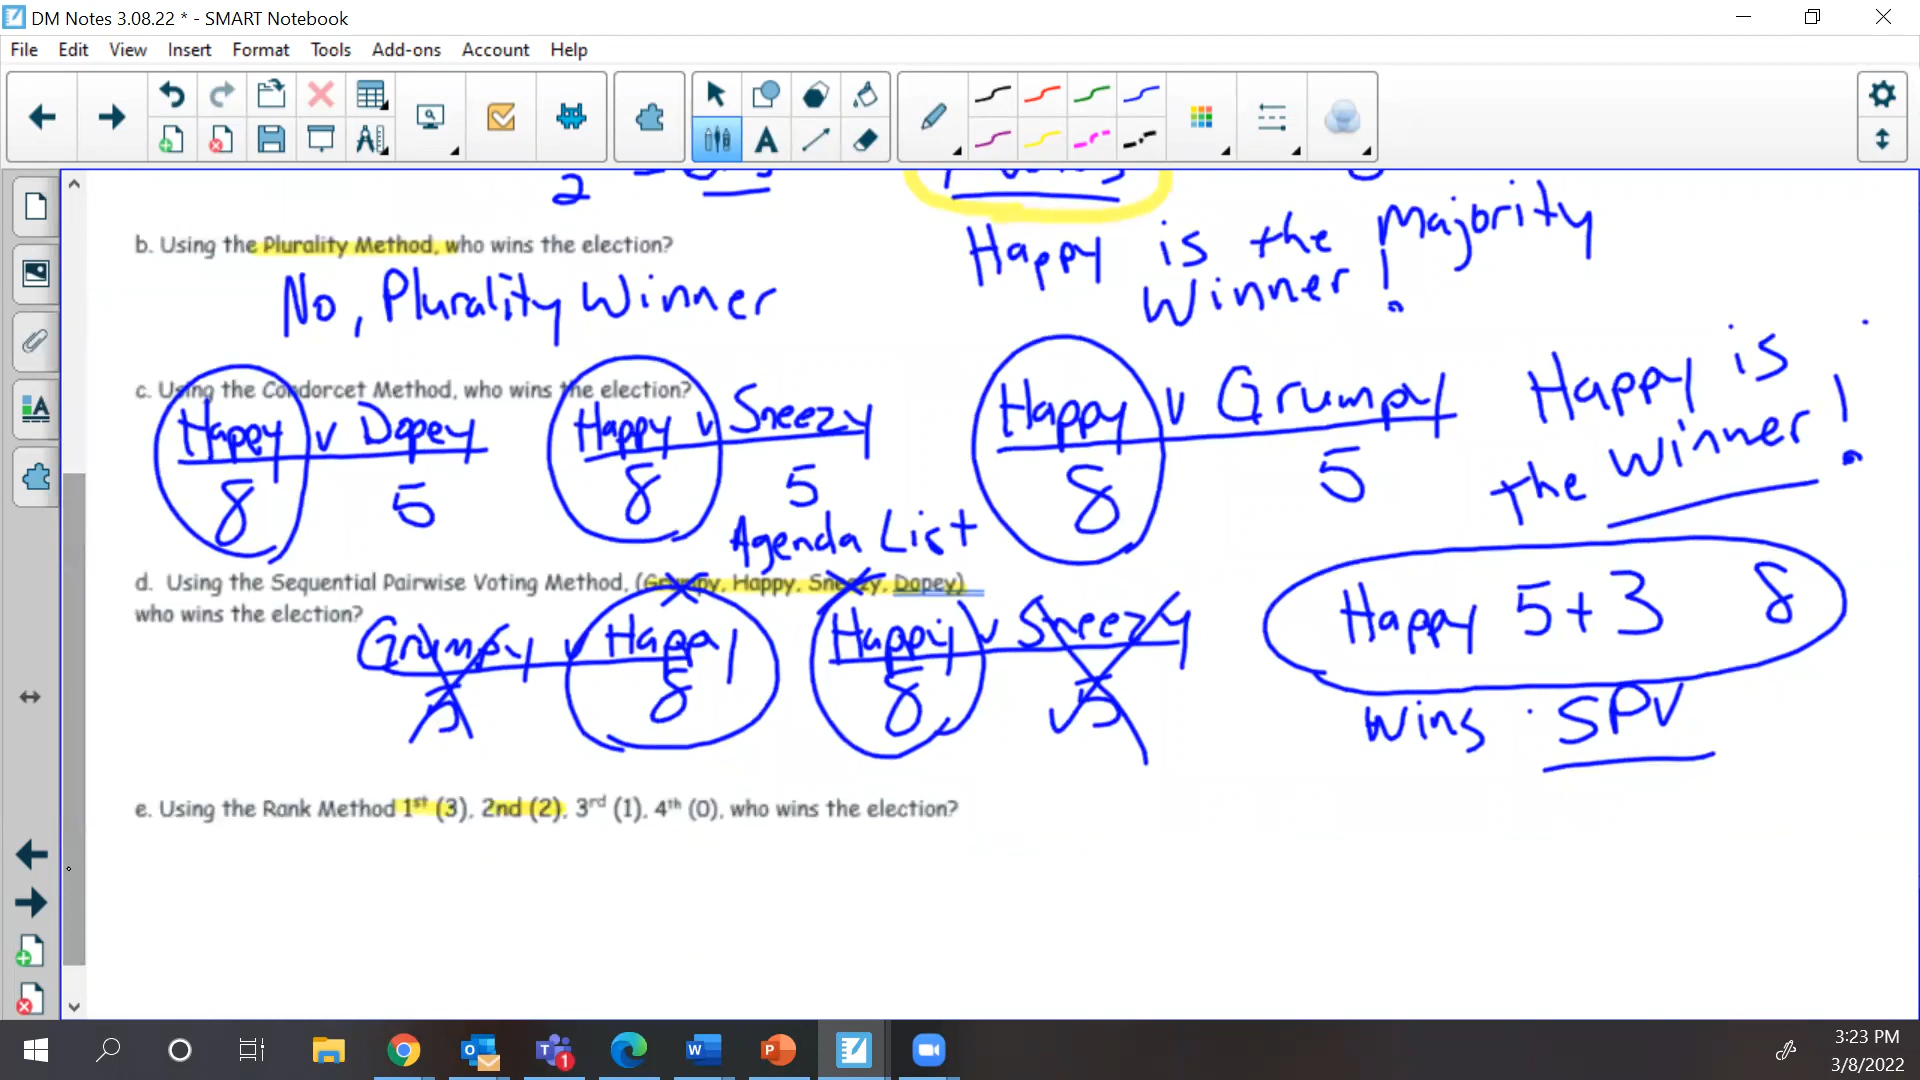 DM Notes 3.08.22 * - SMART Notebook
File Edit View Insert Format Tools Add-ons Account Help
2
b. Using the Plurality Method, who wins the election?
Happy is the Majority
Winner!
No, Plurality Winner
c. Using the Condorcet Method, who wins the election?
Happy v Dopey
8 5
Happy v Sneezy
8 5
Happy v Grumpy
8 5
Happy is
the Winner!
Agenda List
d. Using the Sequential Pairwise Voting Method, (Grumpy, Happy, Sneezy, Dopey)
who wins the election?
Grumpy v Happy
5 8
Happy v Sneezy
8 5
Happy 5+3 8
Wins SPV
e. Using the Rank Method 1st (3), 2nd (2), 3rd (1), 4th (0), who wins the election?
3:23 PM
3/8/2022